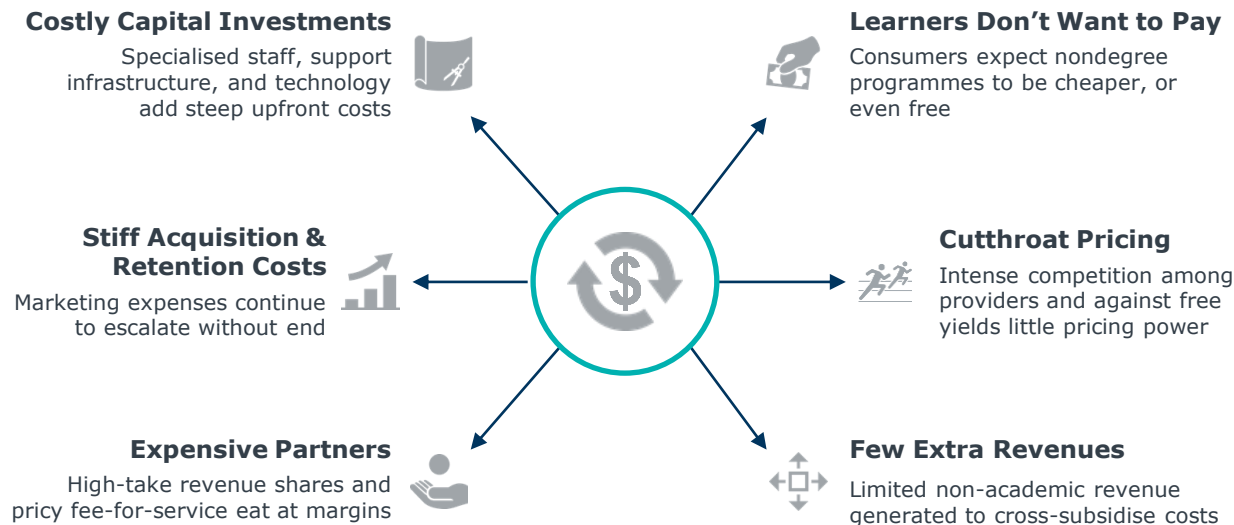 Costly Capital Investments
Specialised staff, support
infrastructure, and technology
add steep upfront costs
Learners Don’t Want to Pay
Consumers expect nondegree
programmes to be cheaper, or
even free
Stiff Acquisition &
Retention Costs
Marketing expenses continue
to escalate without end
$
Cutthroat Pricing
Intense competition among
providers and against free
yields little pricing power
Expensive Partners
High-take revenue shares and
pricy fee-for-service eat at margins
Few Extra Revenues
Limited non-academic revenue
generated to cross-subsidise costs